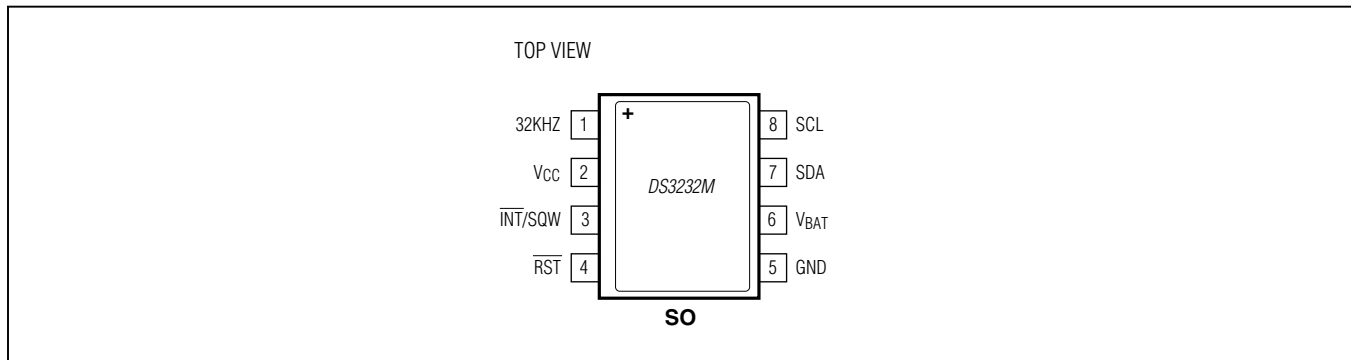 TOP VIEW
32KHZ 1 + 8 SCL
VCC 2 7 SDA
DS3232M
INT/SQW 3 6 VBAT
RST 4 5 GND
SO